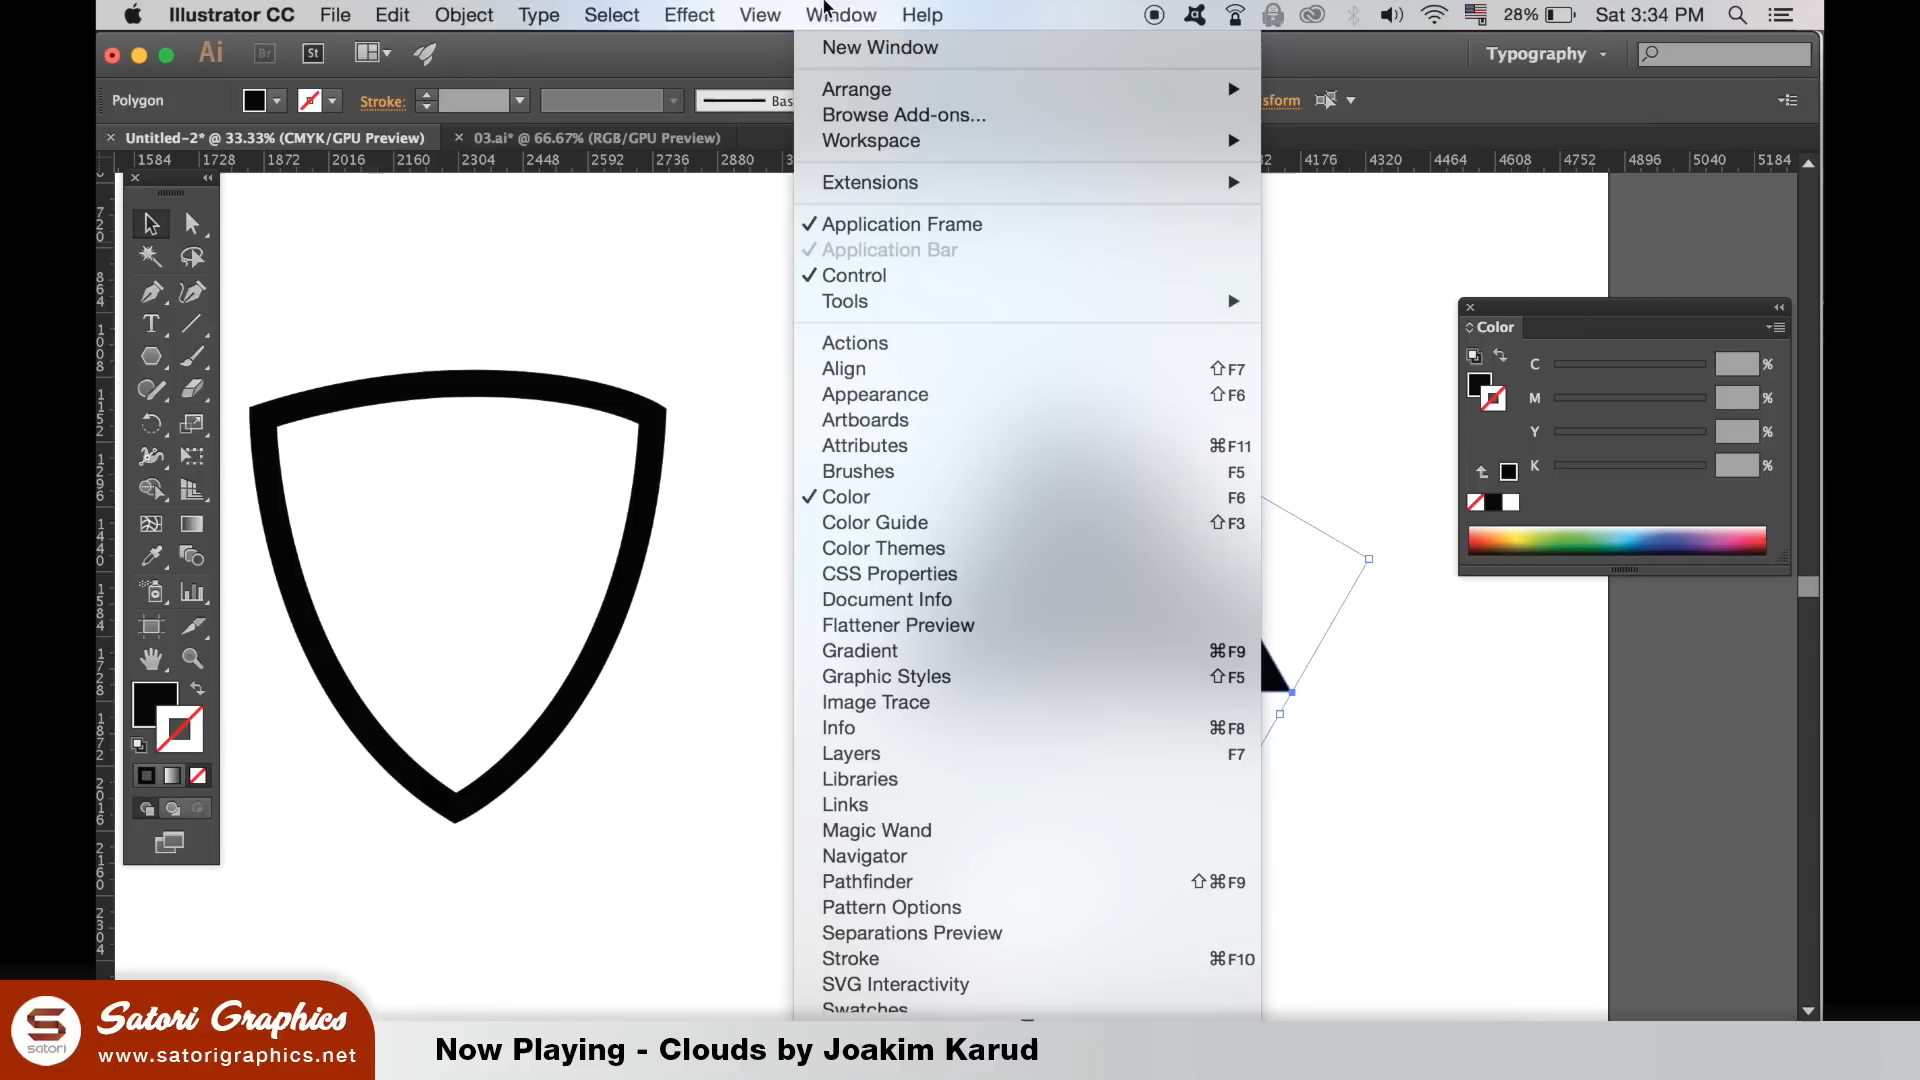 Illustrator CC File Edit Object Type Select Effect View Window Help 28% Sat 3:34 PM
Ai Br St Typography
Polygon Stroke: Bas sform
Untitled-2* @ 33.33% (CMYK/GPU Preview) 03.ai* @ 66.67% (RGB/GPU Preview)
1584 1728 1872 2016 2160 2304 2448 2592 2736 2880 4176 4320 4464 4608 4752 4896 5040 5184
New Window
Arrange
Browse Add-ons...
Workspace
Extensions
Application Frame
Application Bar
Control
Tools
Actions
Align ⇧F7
Appearance ⇧F6
Artboards
Attributes ⌘F11
Brushes F5
Color F6
Color Guide ⇧F3
Color Themes
CSS Properties
Document Info
Flattener Preview
Gradient ⌘F9
Graphic Styles ⇧F5
Image Trace
Info ⌘F8
Layers F7
Libraries
Links
Magic Wand
Navigator
Pathfinder ⇧⌘F9
Pattern Options
Separations Preview
Stroke ⌘F10
SVG Interactivity
Swatches
Color
C %
M %
Y %
K %
Satori Graphics
satori
www.satorigraphics.net
Now Playing - Clouds by Joakim Karud